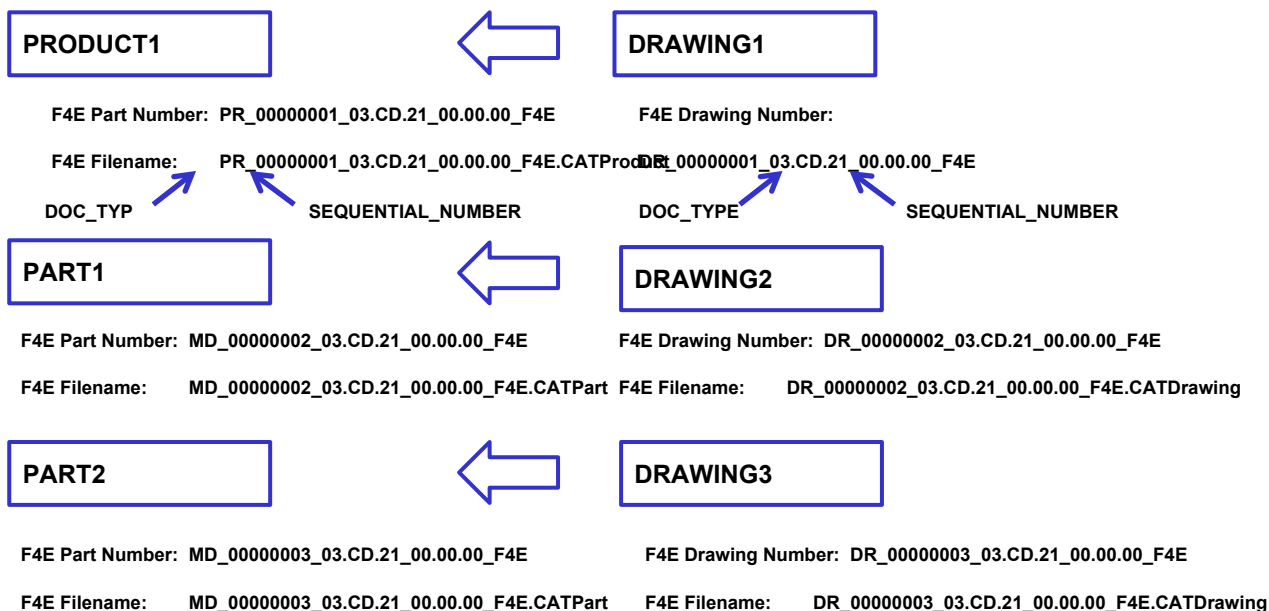 PRODUCT1
DRAWING1
F4E Part Number: PR_00000001_03.CD.21_00.00.00_F4E
F4E Drawing Number:
F4E Filename: PR_00000001_03.CD.21_00.00.00_F4E.CATProduct
DR_00000001_03.CD.21_00.00.00_F4E
DOC_TYP
SEQUENTIAL_NUMBER
DOC_TYPE
SEQUENTIAL_NUMBER
PART1
DRAWING2
F4E Part Number: MD_00000002_03.CD.21_00.00.00_F4E
F4E Drawing Number: DR_00000002_03.CD.21_00.00.00_F4E
F4E Filename: MD_00000002_03.CD.21_00.00.00_F4E.CATPart
F4E Filename: DR_00000002_03.CD.21_00.00.00_F4E.CATDrawing
PART2
DRAWING3
F4E Part Number: MD_00000003_03.CD.21_00.00.00_F4E
F4E Drawing Number: DR_00000003_03.CD.21_00.00.00_F4E
F4E Filename: MD_00000003_03.CD.21_00.00.00_F4E.CATPart
F4E Filename: DR_00000003_03.CD.21_00.00.00_F4E.CATDrawing